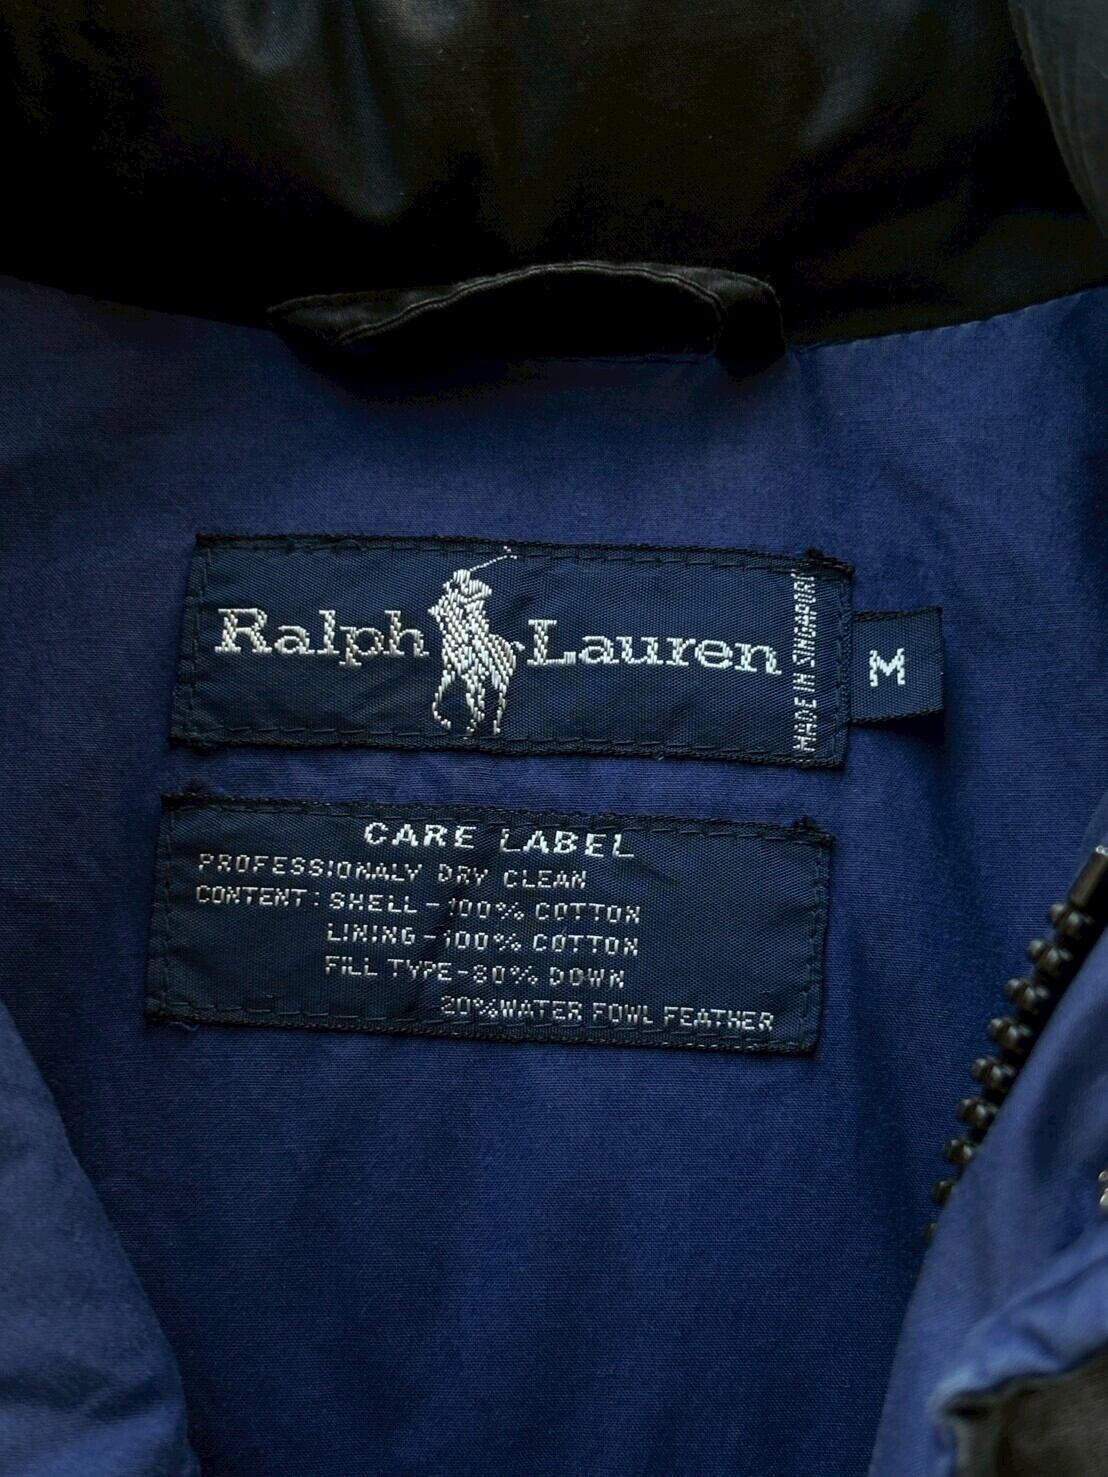 Ralph Lauren
MADE IN SINGAPORE
M
CARE LABEL
PROFESSIONALY DRY CLEAN
CONTENT: SHELL-100% COTTON
LINING-100% COTTON
FILL TYPE-80% DOWN
20% WATER FOWL FEATHER